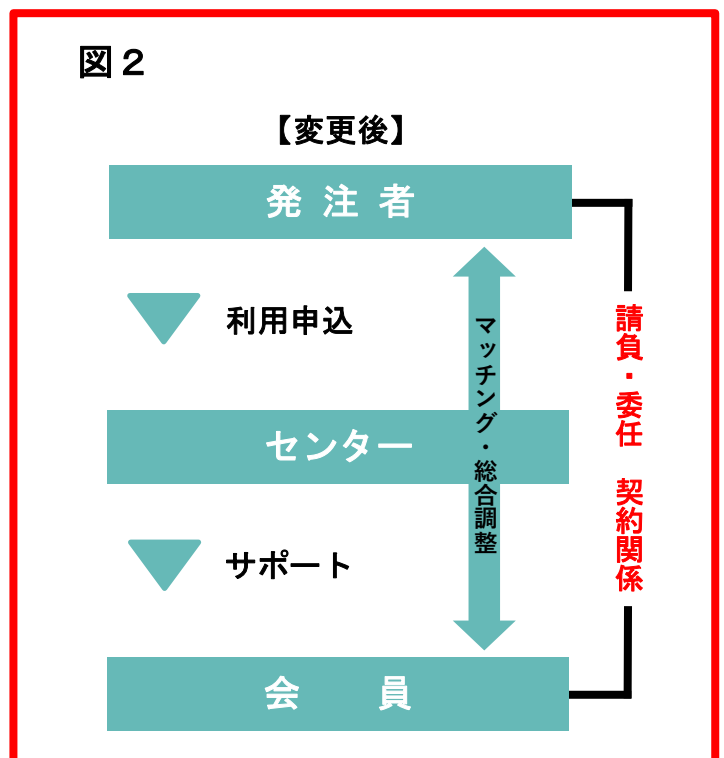 図２
【変更後】
発注者
利用申込
マッチング・総合調整
請負・委任　契約関係
センター
サポート
会員